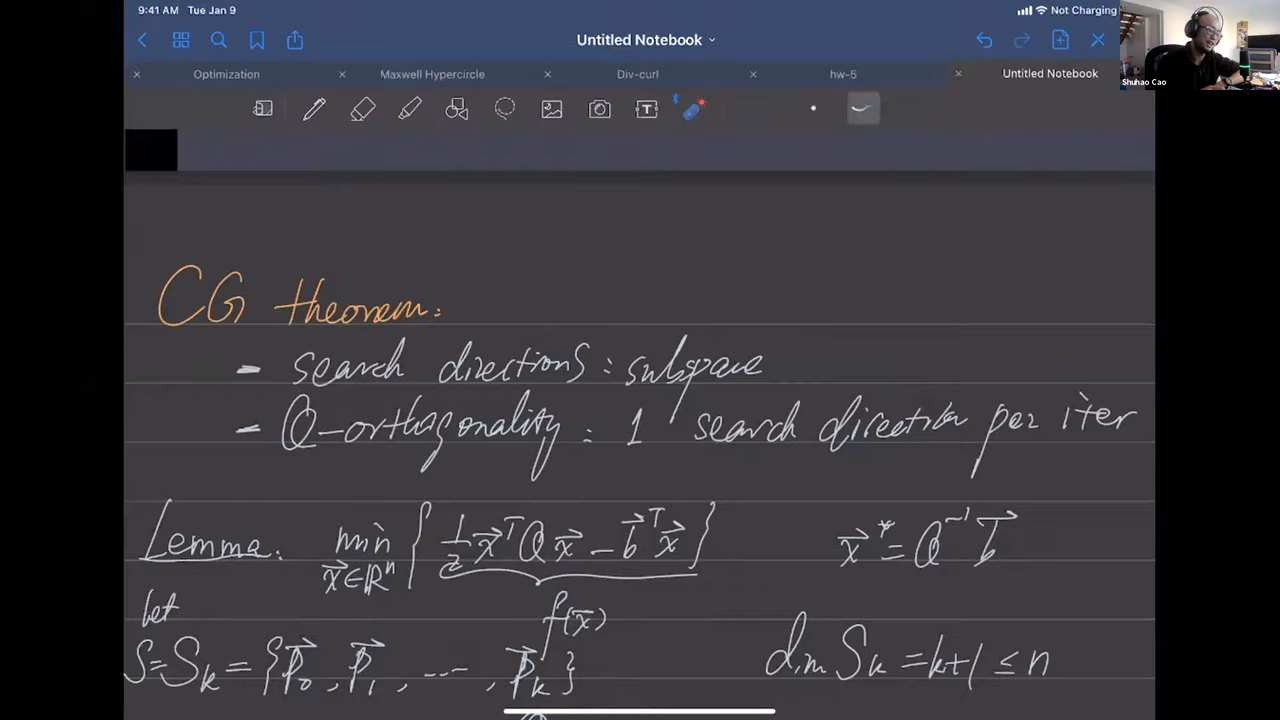 9:41 AM Tue Jan 9
Not Charging
Untitled Notebook
Shuhao Cao
Optimization
Maxwell Hypercircle
Div-curl
hw-5
Untitled Notebook
T
CG theorem:
- search directions: subspace
- Q-orthogonality: 1 search direction per iter
Lemma: min_{x⃗∈ℝⁿ} { ½ x⃗ᵀQx⃗ - b⃗ᵀx⃗ } x⃗* = Q⁻¹b⃗
f(x⃗)
let
S=Sₖ = {p⃗₀, p⃗₁, ..., p⃗ₖ} dim Sₖ = k+1 ≤ n